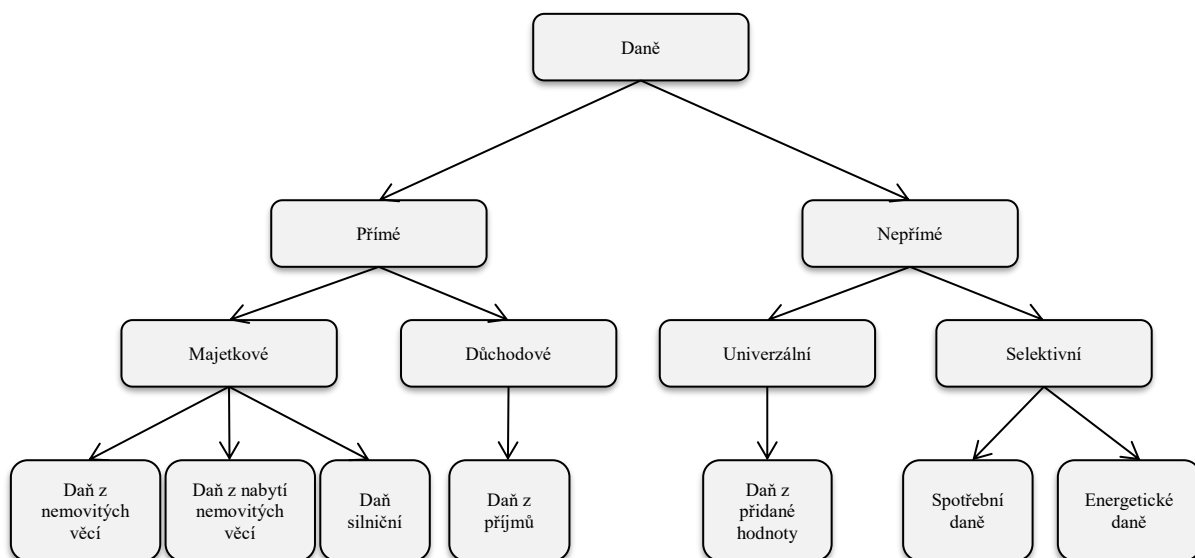 Daně
Přímé
Nepřímé
Majetkové
Důchodové
Univerzální
Selektivní
Daň z
nemovitých
věcí
Daň z nabytí
nemovitých
věcí
Daň
silniční
Daň z
příjmů
Daň z
přidané
hodnoty
Spotřební
daně
Energetické
daně